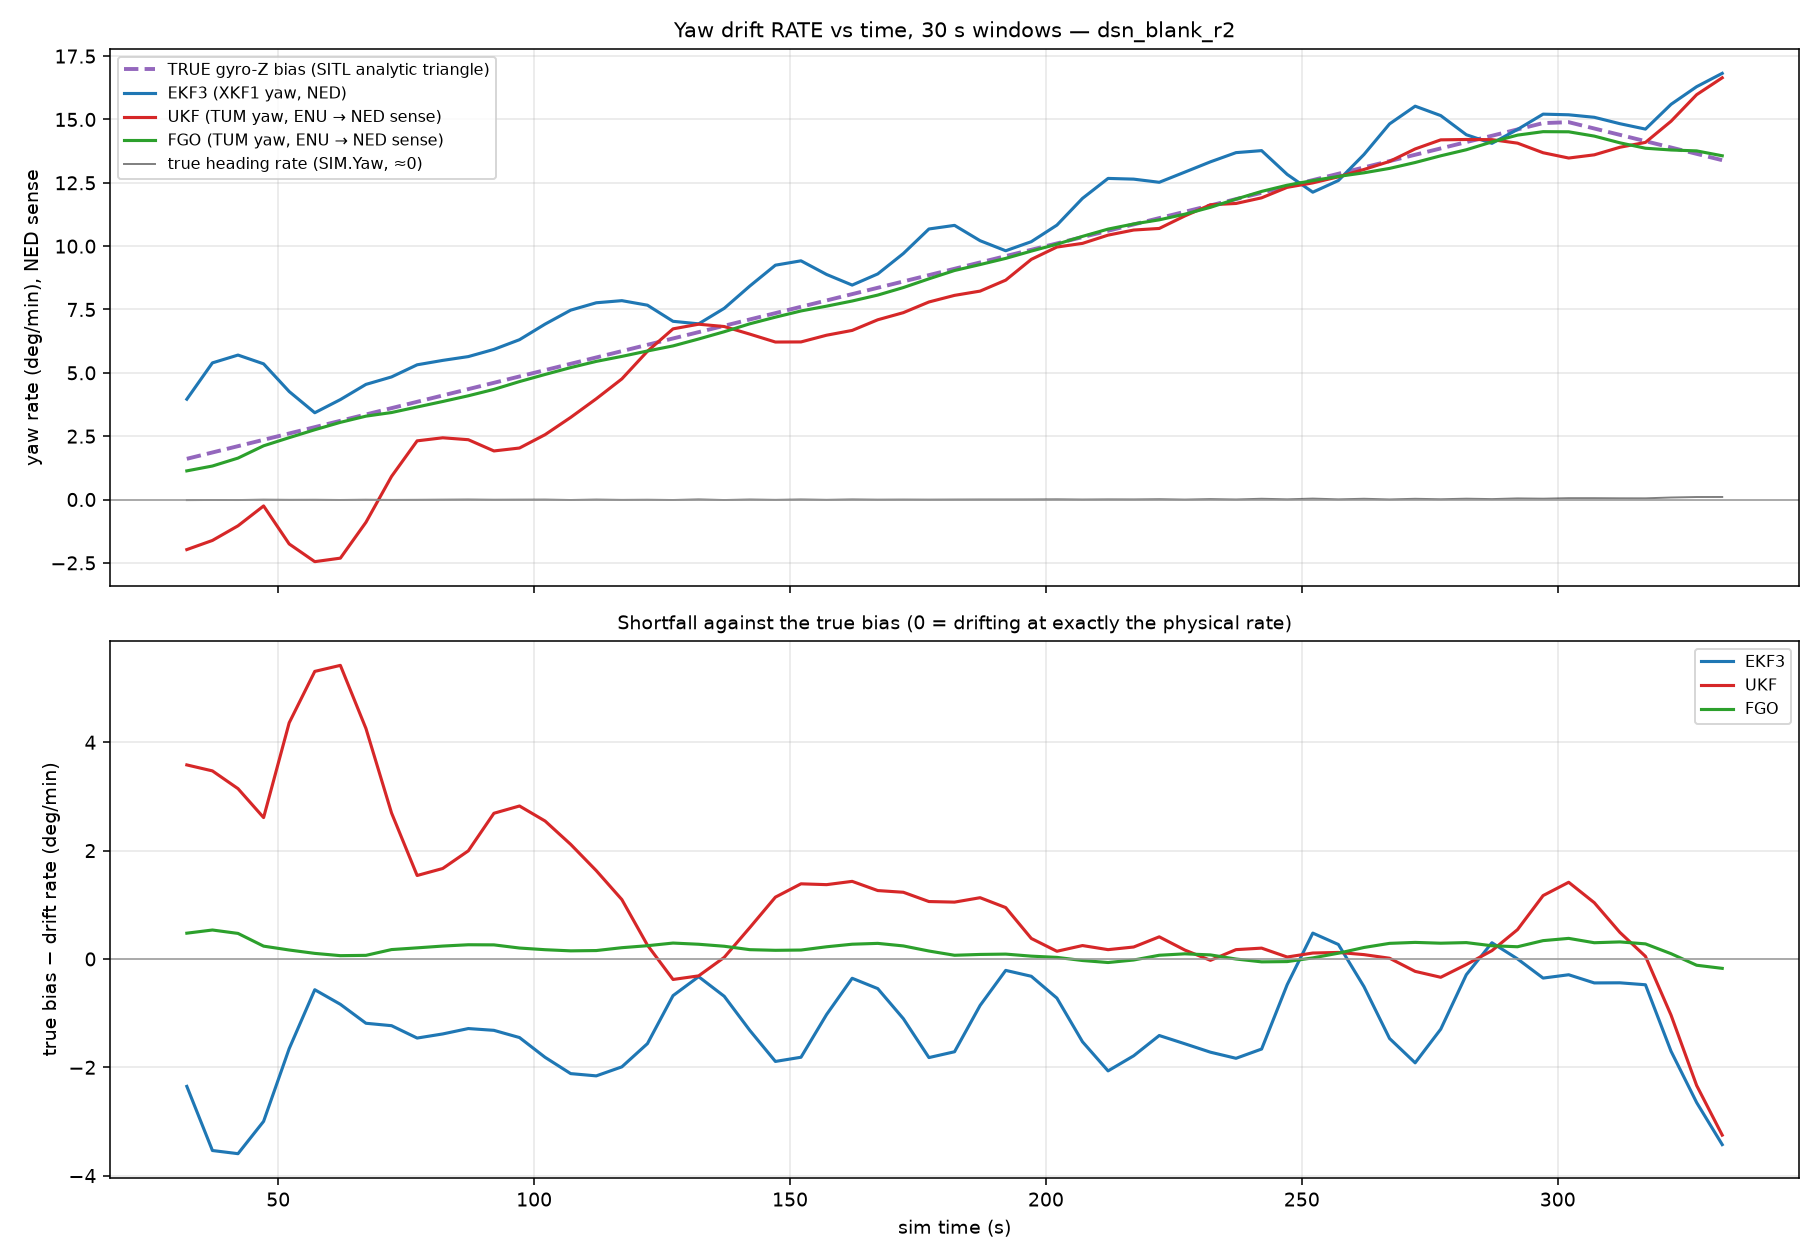 Yaw drift RATE vs time, 30 s windows — dsn_blank_r2
17.5
15.0
12.5
10.0
7.5
5.0
2.5
0.0
−2.5
yaw rate (deg/min), NED sense
TRUE gyro-Z bias (SITL analytic triangle)
EKF3 (XKF1 yaw, NED)
UKF (TUM yaw, ENU → NED sense)
FGO (TUM yaw, ENU → NED sense)
true heading rate (SIM.Yaw, ≈0)
Shortfall against the true bias (0 = drifting at exactly the physical rate)
4
2
0
−2
−4
true bias − drift rate (deg/min)
EKF3
UKF
FGO
50 100 150 200 250 300
sim time (s)